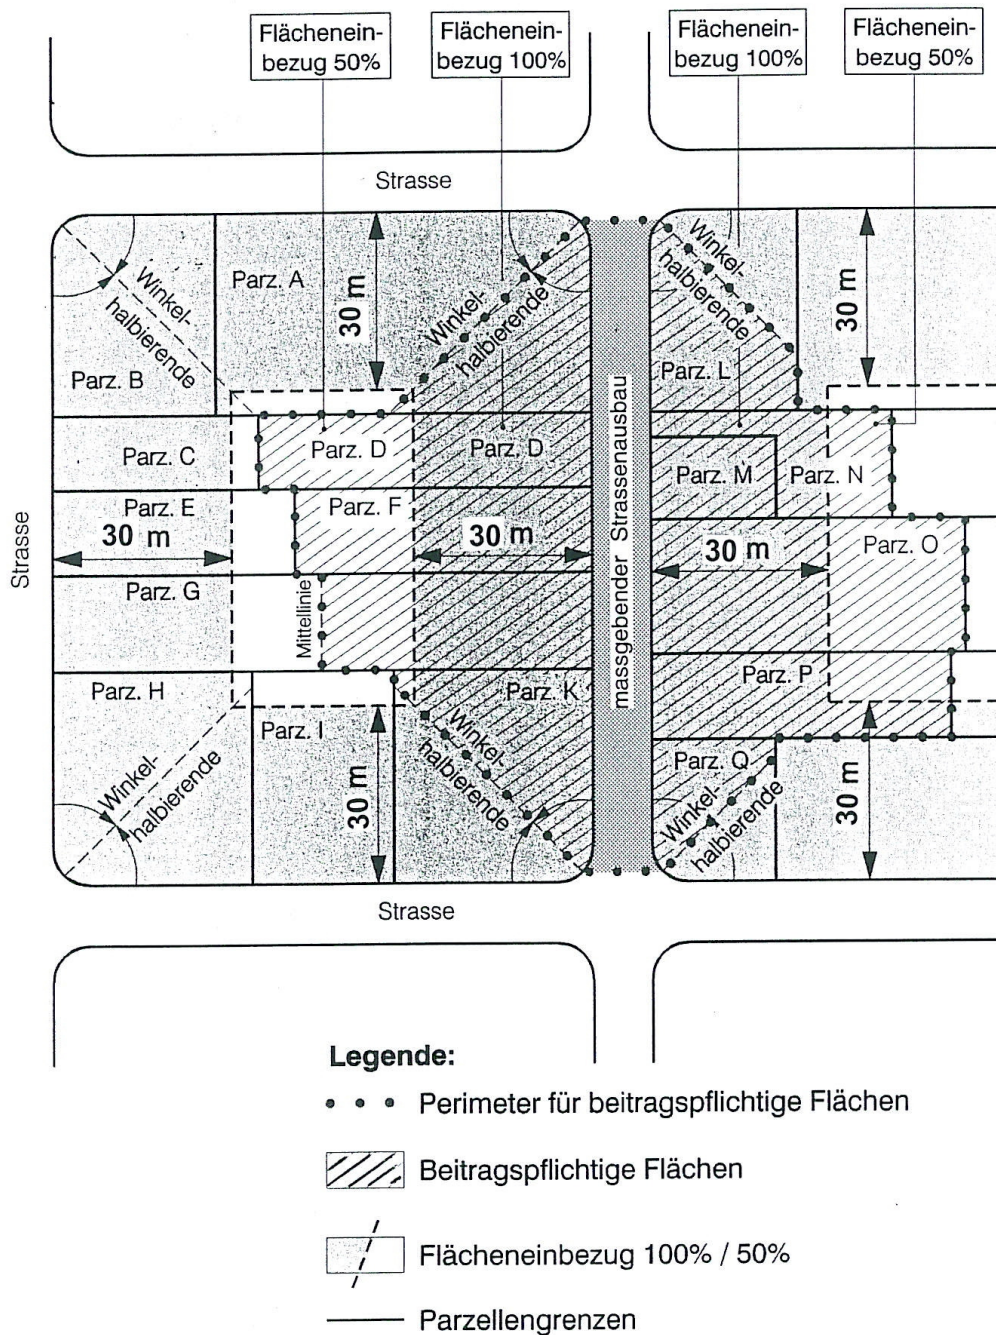 Flächenein-
bezug 50%
Flächenein-
bezug 100%
Flächenein-
bezug 100%
Flächenein-
bezug 50%
Strasse
Winkel-
halbierende
Parz. A
30 m
Winkel-
halbierende
Winkel-
halbierende
30 m
Parz. B
Parz. L
Parz. C
Parz. D
Parz. D
Parz. M
Parz. N
Strasse
Parz. E
30 m
Parz. F
30 m
massgebender Strassenausbau
30 m
Parz. O
Parz. G
Mittellinie
Parz. H
Parz. I
Parz. K
Parz. P
Winkel-
halbierende
30 m
Winkel-
halbierende
Parz. Q
Winkel-
halbierende
30 m
Strasse
Legende:
Perimeter für beitragspflichtige Flächen
Beitragspflichtige Flächen
Flächeneinbezug 100% / 50%
Parzellengrenzen